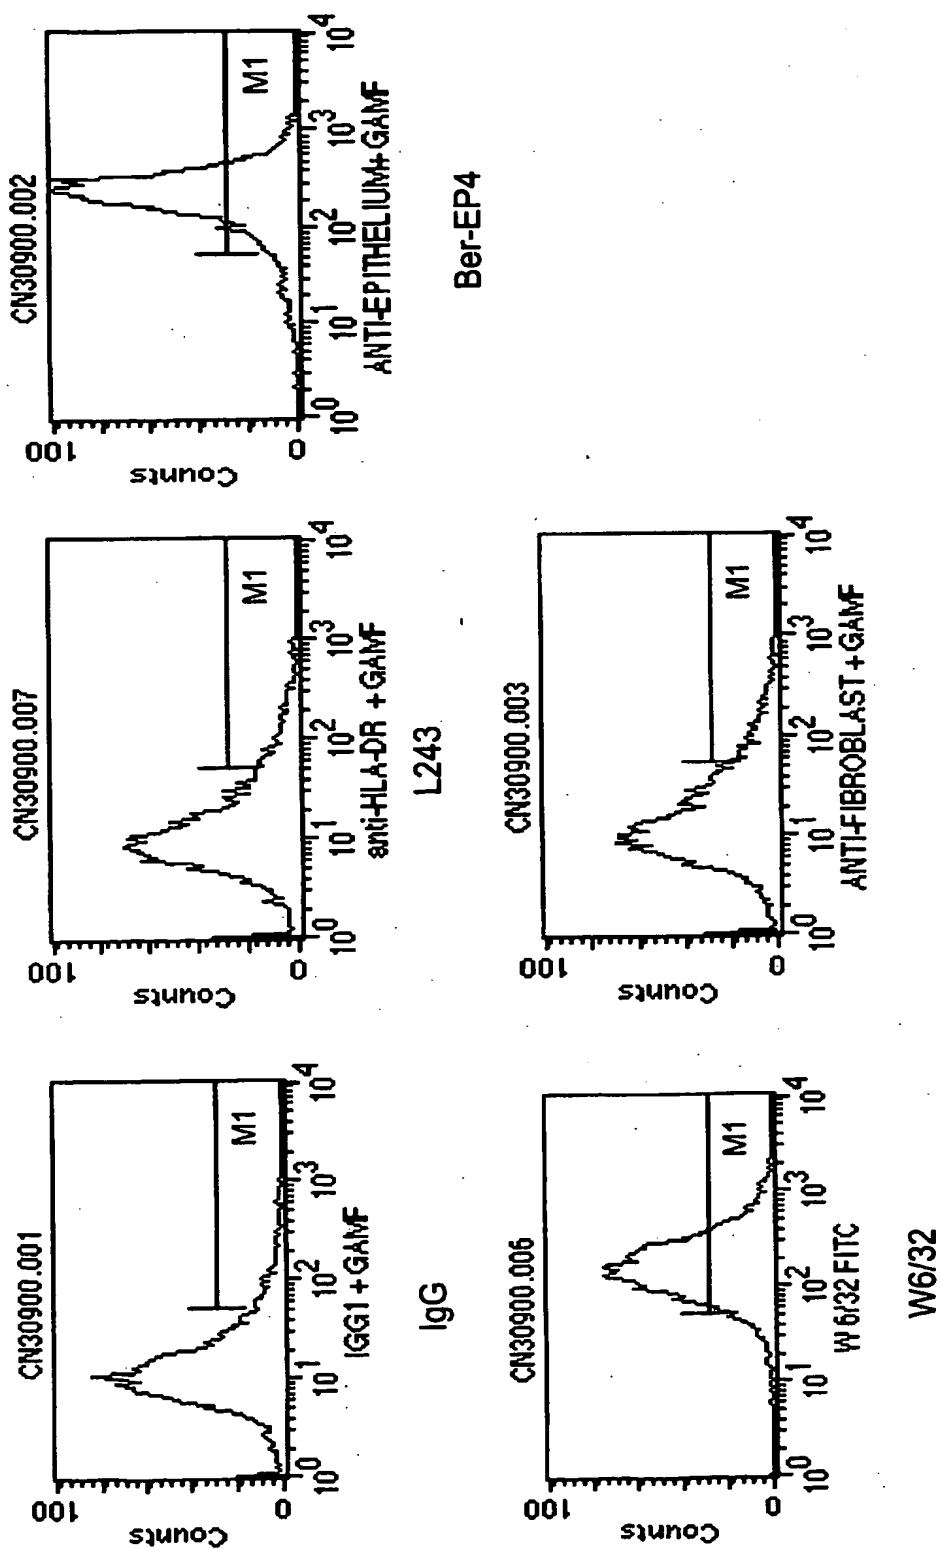 CN30900.001
Counts
100
0
10^0 10^1 10^2 10^3 10^4
M1
IGG1 + GAMF
IgG
CN30900.007
Counts
100
0
10^0 10^1 10^2 10^3 10^4
M1
anti-HLA-DR + GAMF
L243
CN30900.002
Counts
100
0
10^0 10^1 10^2 10^3 10^4
M1
ANTI-EPITHELIUM+GAMF
Ber-EP4
CN30900.006
Counts
100
0
10^0 10^1 10^2 10^3 10^4
M1
W6/32 FITC
W6/32
CN30900.003
Counts
100
0
10^0 10^1 10^2 10^3 10^4
M1
ANTI-FIBROBLAST + GAMF